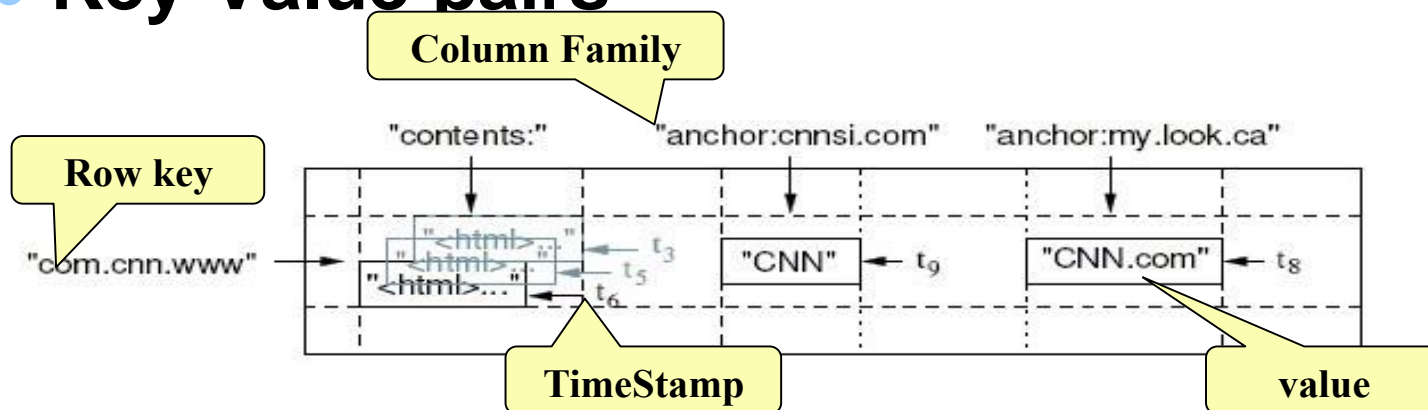 Key Value pairs
Column Family
"contents:" "anchor:cnnsi.com" "anchor:my.look.ca"
Row key
"<html>..." t3
"com.cnn.www" "<html>..." t5 "CNN" t9 "CNN.com" t8
"<html>..." t6
TimeStamp value